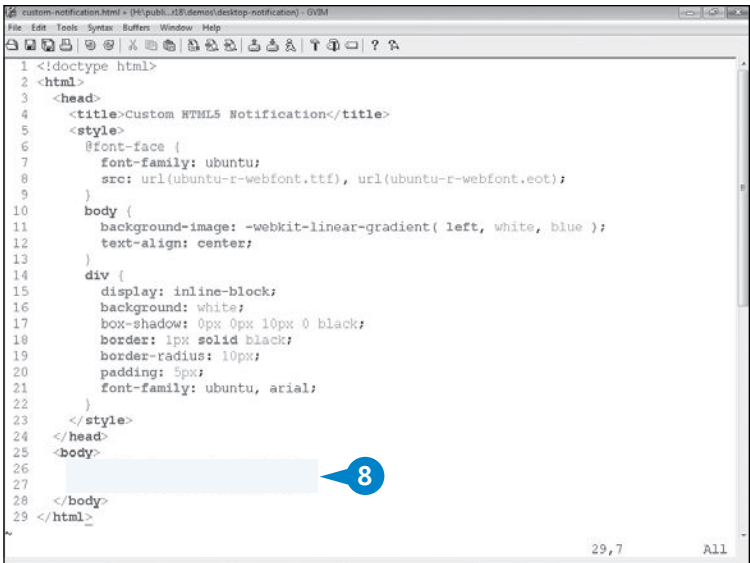 custom-notification.html + (H:\publi...r18\demos\desktop-notification) - GVIM
File Edit Tools Syntax Buffers Window Help
1 <!doctype html>
2 <html>
3 <head>
4 <title>Custom HTML5 Notification</title>
5 <style>
6 @font-face {
7 font-family: ubuntu;
8 src: url(ubuntu-r-webfont.ttf), url(ubuntu-r-webfont.eot);
9 }
10 body {
11 background-image: -webkit-linear-gradient( left, white, blue );
12 text-align: center;
13 }
14 div {
15 display: inline-block;
16 background: white;
17 box-shadow: 0px 0px 10px 0 black;
18 border: 1px solid black;
19 border-radius: 10px;
20 padding: 5px;
21 font-family: ubuntu, arial;
22 }
23 </style>
24 </head>
25 <body>
26
27
8
28 </body>
29 </html>
~
29,7 All